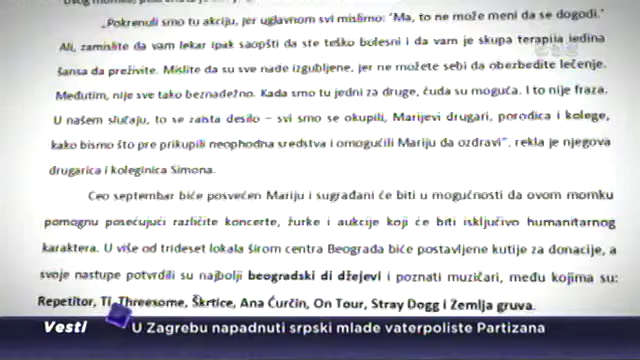 „Pokrenuli smo tu akciju, jer uglavnom svi mislimo: 'Ma, to ne može meni da se dogodi.'
Ali, zamislite da vam lekar ipak saopšti da ste teško bolesni i da vam je skupa terapija jedina
šansa da preživite. Mislite da su sve nade izgubljene, jer ne možete sebi da oberbedite lečenje.
Međutim, nije sve tako beznadežno. Kada smo tu jedni za druge, čuda su moguća. I to nije fraza.
U našem slučaju, to se zaista desilo – svi smo se okupili, Marijevi drugari, porodica i kolege,
kako bismo što pre prikupili neophodna sredstva i omogućili Mariju da ozdravi", rekla je njegova
drugarica i koleginica Simona.
Ceo septembar biće posvećen Mariju i sugrađani će biti u mogućnosti da ovom momku
pomognu posećujući različite koncerte, žurke i aukcije koji će biti isključivo humanitarnog
karaktera. U više od trideset lokala širom centra Beograda biće postavljene kutije za donacije, a
svoje nastupe potvrdili su najbolji beogradski di džejevi i poznati muzičari, među kojima su:
Repetitor, Ti, Threesome, Škrtice, Ana Ćurčin, On Tour, Stray Dogg i Zemlja gruva.
Vesti U Zagrebu napadnuti srpski mlade vaterpoliste Partizana